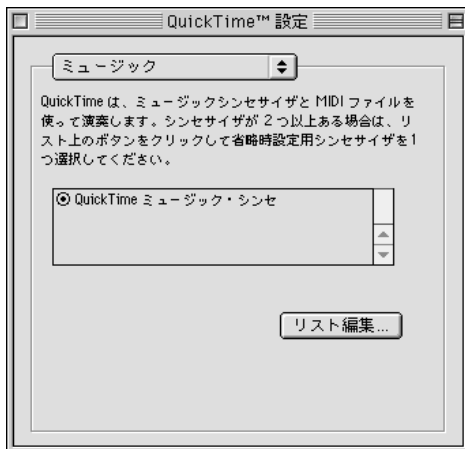 QuickTime™ 設定
ミュージック
QuickTime は、ミュージックシンセサイザと MIDI ファイルを
使って演奏します。シンセサイザが 2 つ以上ある場合は、リ
スト上のボタンをクリックして省略時設定用シンセサイザを1
つ選択してください。
QuickTime ミュージック・シンセ
リスト編集...